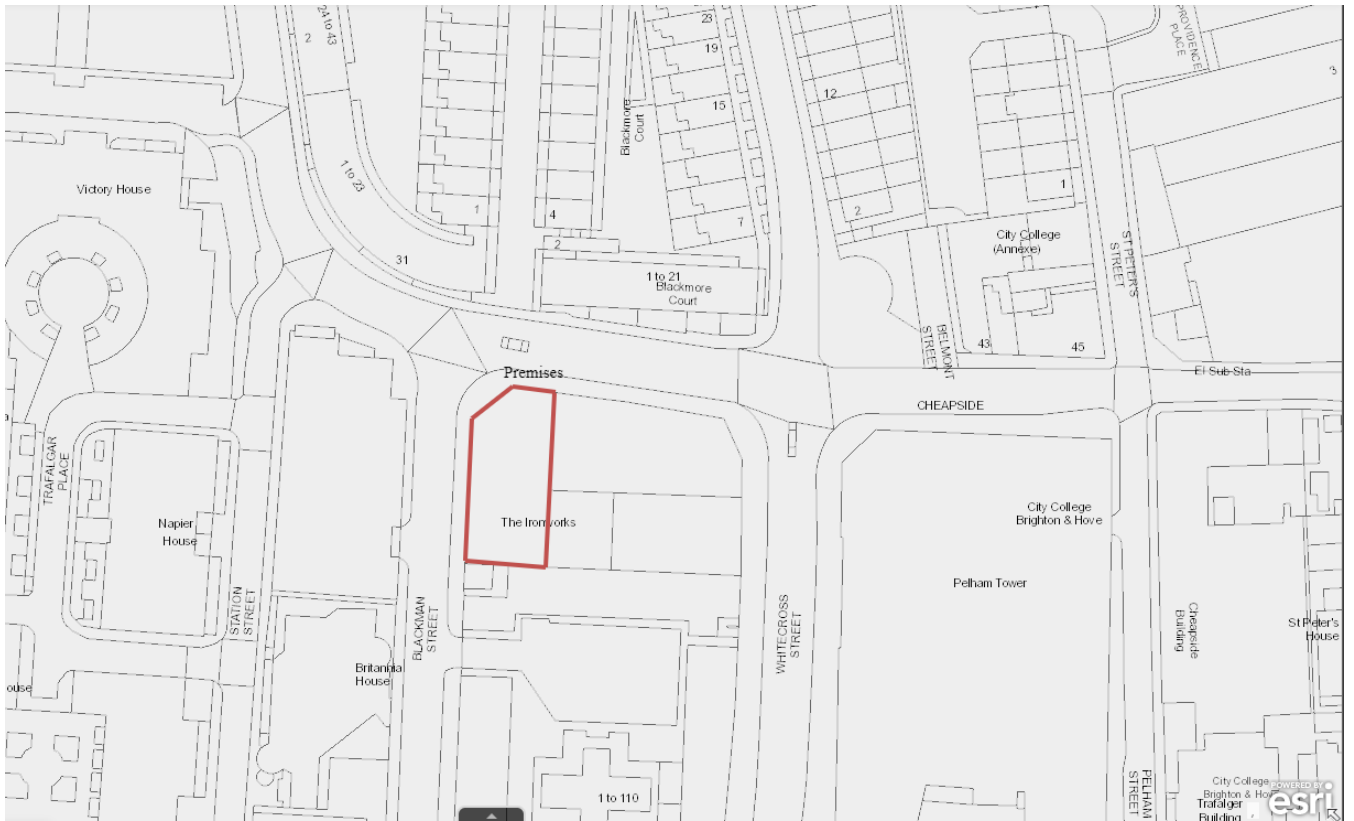 24 to 43
2
23
19
15
7
12
2
PROVIDENCE
PLACE
3
Blackmore
Court
1 to 23
Victory House
1
4
2
1
City College
(Annexe)
ST PETER'S
STREET
31
1 to 21
Blackmore
Court
BELMONT
STREET
43
45
El Sub Sta
Premises
CHEAPSIDE
TRAFALGAR
PLACE
Napier
House
The Ironworks
City College
Brighton & Hove
Pelham Tower
STATION
STREET
BLACKMAN
STREET
WHITECROSS
STREET
Cheapside
Building
St Peter's
House
Britannia
House
ouse
1 to 110
PELHAM
STREET
City College
Brighton & Hove
Trafalger
Building
POWERED BY
esri